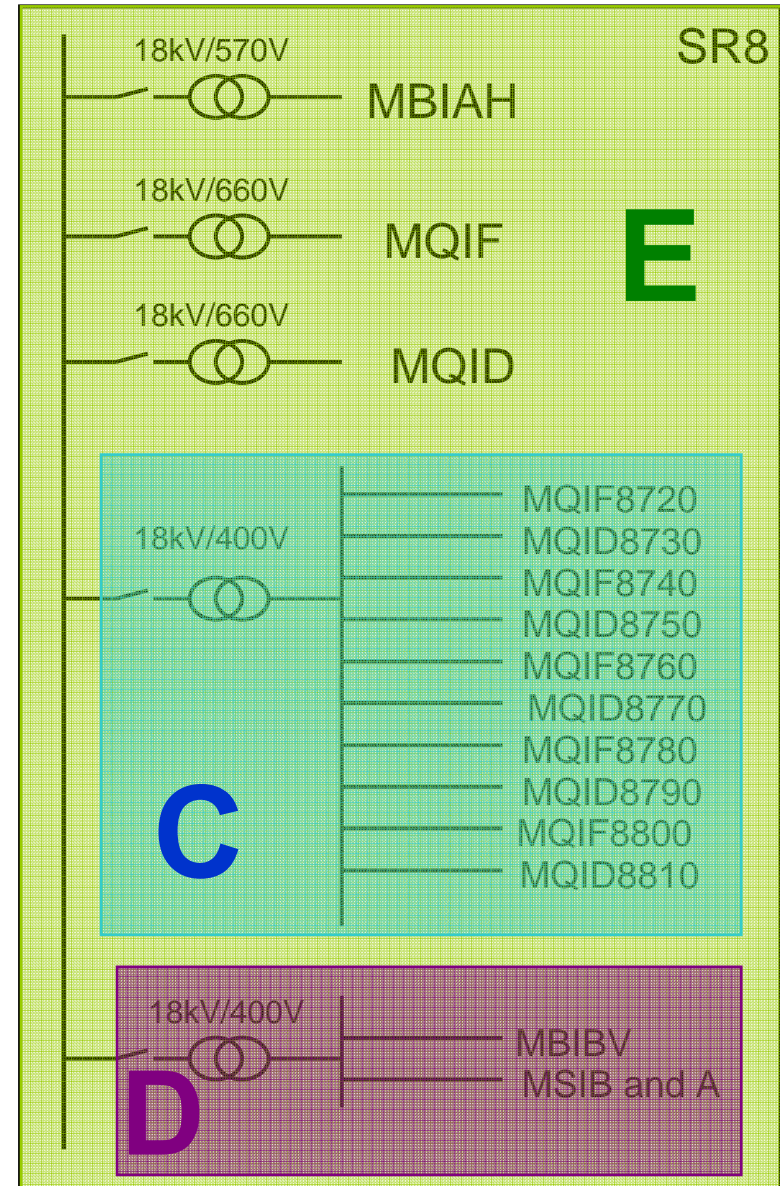 SR8
18kV/570V
MBIAH
18kV/660V
MQIF
E
18kV/660V
MQID
MQIF8720
18kV/400V
MQID8730
MQIF8740
MQID8750
MQIF8760
MQID8770
MQIF8780
MQID8790
C
MQIF8800
MQID8810
18kV/400V
MBIBV
MSIB and A
D